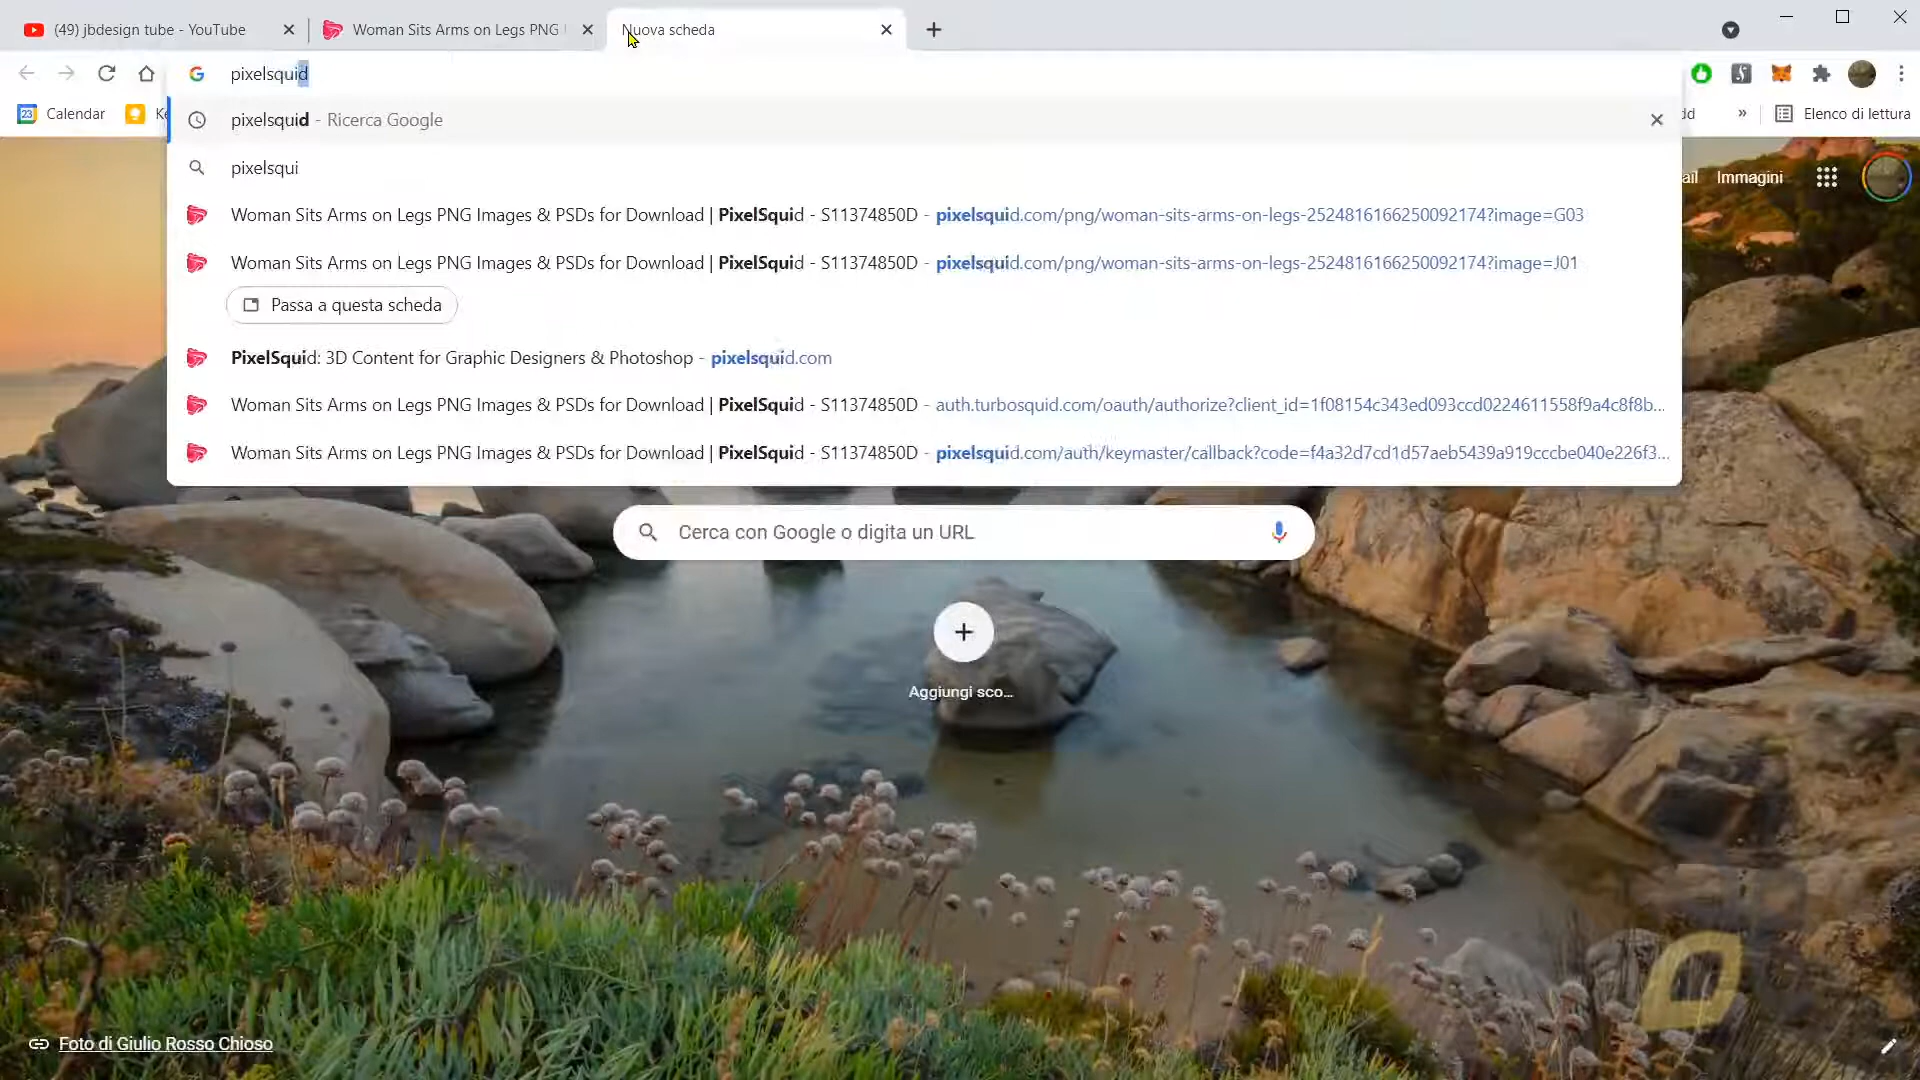 (49) jbdesign tube - YouTube
Woman Sits Arms on Legs PNG
Nuova scheda
pixelsquid
23 Calendar
Ke
dd
»
Elenco di lettura
pixelsquid - Ricerca Google
pixelsqui
ail
Immagini
Woman Sits Arms on Legs PNG Images & PSDs for Download | PixelSquid - S11374850D - pixelsquid.com/png/woman-sits-arms-on-legs-2524816166250092174?image=G03
Woman Sits Arms on Legs PNG Images & PSDs for Download | PixelSquid - S11374850D - pixelsquid.com/png/woman-sits-arms-on-legs-2524816166250092174?image=J01
Passa a questa scheda
PixelSquid: 3D Content for Graphic Designers & Photoshop - pixelsquid.com
Woman Sits Arms on Legs PNG Images & PSDs for Download | PixelSquid - S11374850D - auth.turbosquid.com/oauth/authorize?client_id=1f08154c343ed093ccd0224611558f9a4c8f8b...
Woman Sits Arms on Legs PNG Images & PSDs for Download | PixelSquid - S11374850D - pixelsquid.com/auth/keymaster/callback?code=f4a32d7cd1d57aeb5439a919cccbe040e226f3...
Cerca con Google o digita un URL
Aggiungi sco...
Foto di Giulio Rosso Chioso